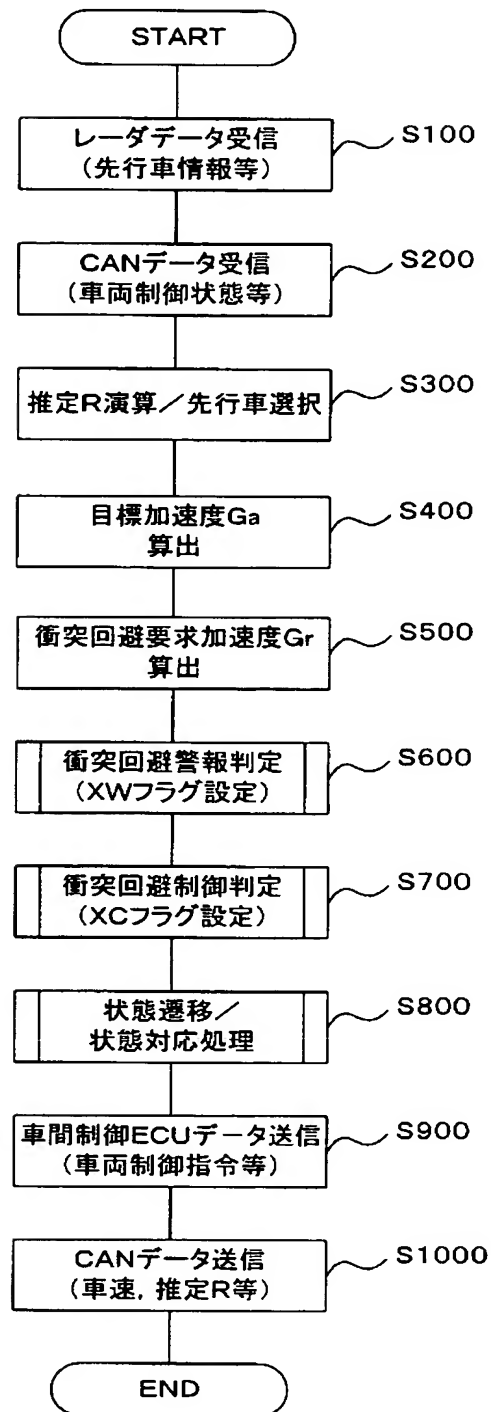 START
レーダデータ受信
(先行車情報等)
S100
CANデータ受信
(車両制御状態等)
S200
推定R演算/先行車選択
S300
目標加速度Ga
算出
S400
衝突回避要求加速度Gr
算出
S500
衝突回避警報判定
(XWフラグ設定)
S600
衝突回避制御判定
(XCフラグ設定)
S700
状態遷移/
状態対応処理
S800
車間制御ECUデータ送信
(車両制御指令等)
S900
CANデータ送信
(車速,推定R等)
S1000
END